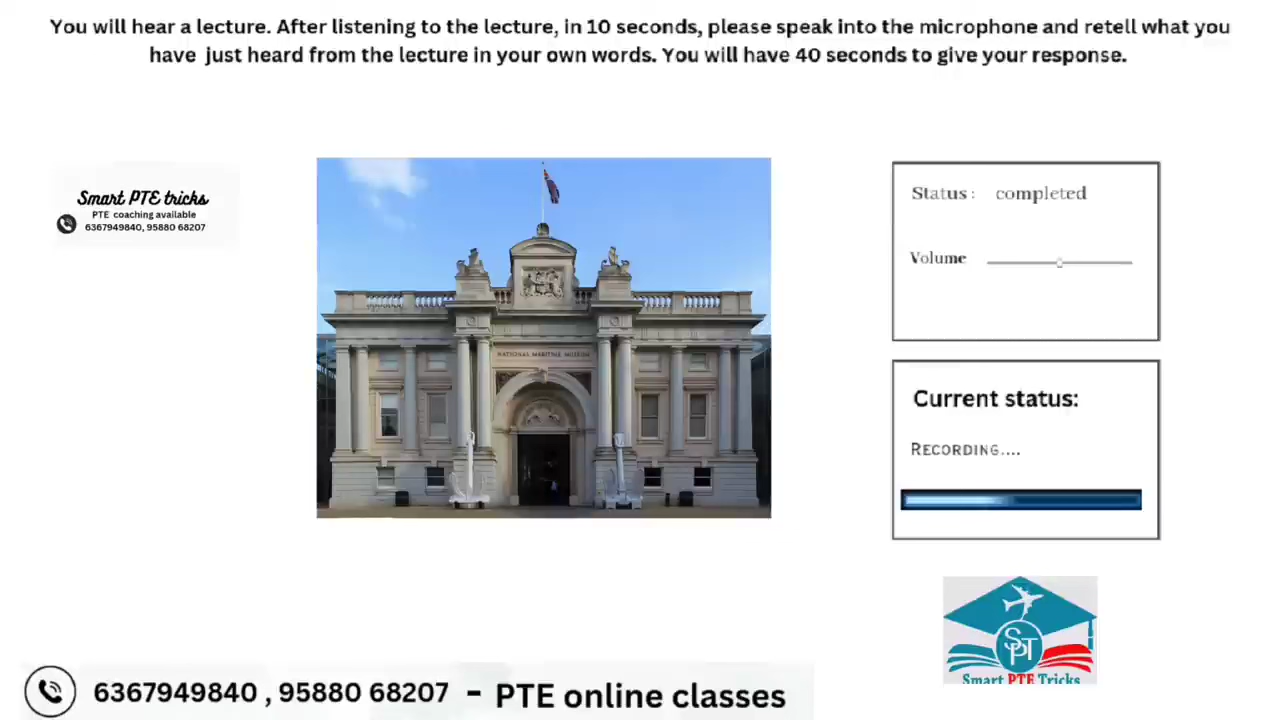 You will hear a lecture. After listening to the lecture, in 10 seconds, please speak into the microphone and retell what you
have just heard from the lecture in your own words. You will have 40 seconds to give your response.
Smart PTE tricks
PTE coaching available
6367949840, 95880 68207
NATIONAL MARITIME MUSEUM
Status: completed
Volume
Current status:
RECORDING....
SPT
Smart PTE Tricks
6367949840 , 95880 68207 - PTE online classes